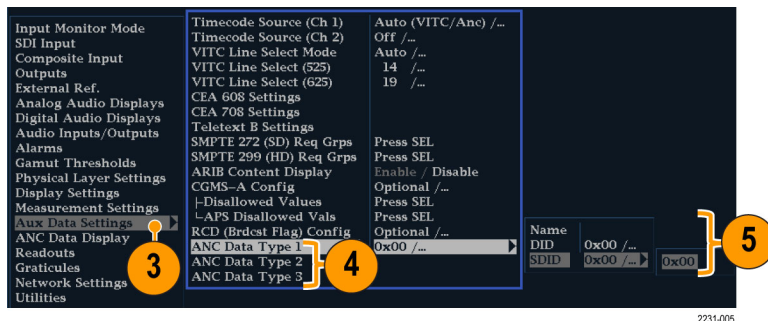 Input Monitor Mode
SDI Input
Composite Input
Outputs
External Ref.
Analog Audio Displays
Digital Audio Displays
Audio Inputs/Outputs
Alarms
Gamut Thresholds
Physical Layer Settings
Display Settings
Measurement Settings
Aux Data Settings
ANC Data Display
Readouts
Graticules
Network Settings
Utilities
3
Timecode Source (Ch 1) Auto (VITC/Anc) /...
Timecode Source (Ch 2) Off /...
VITC Line Select Mode Auto /...
VITC Line Select (525) 14 /...
VITC Line Select (625) 19 /...
CEA 608 Settings
CEA 708 Settings
Teletext B Settings
SMPTE 272 (SD) Req Grps Press SEL
SMPTE 299 (HD) Req Grps Press SEL
ARIB Content Display Enable / Disable
CGMS-A Config Optional /...
├Disallowed Values Press SEL
└APS Disallowed Vals Press SEL
RCD (Brdcst Flag) Config Optional /...
ANC Data Type 1 0x00 /...
ANC Data Type 2
ANC Data Type 3
4
Name
DID 0x00 /...
SDID 0x00 /... 0x00
5
2231-005